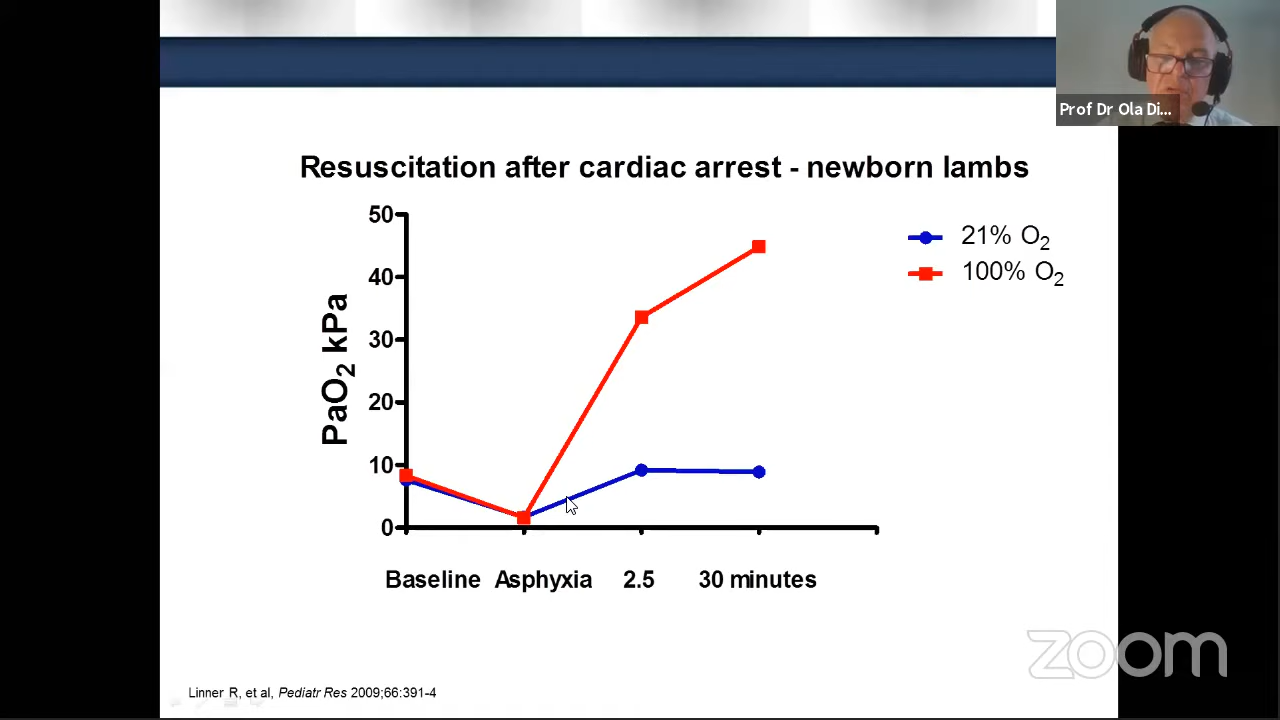 Prof Dr Ola Di...
Resuscitation after cardiac arrest - newborn lambs
50
40
30
20
10
0
PaO2 kPa
21% O2
100% O2
Baseline Asphyxia 2.5 30 minutes
Linner R, et al, Pediatr Res 2009;66:391-4
zoom